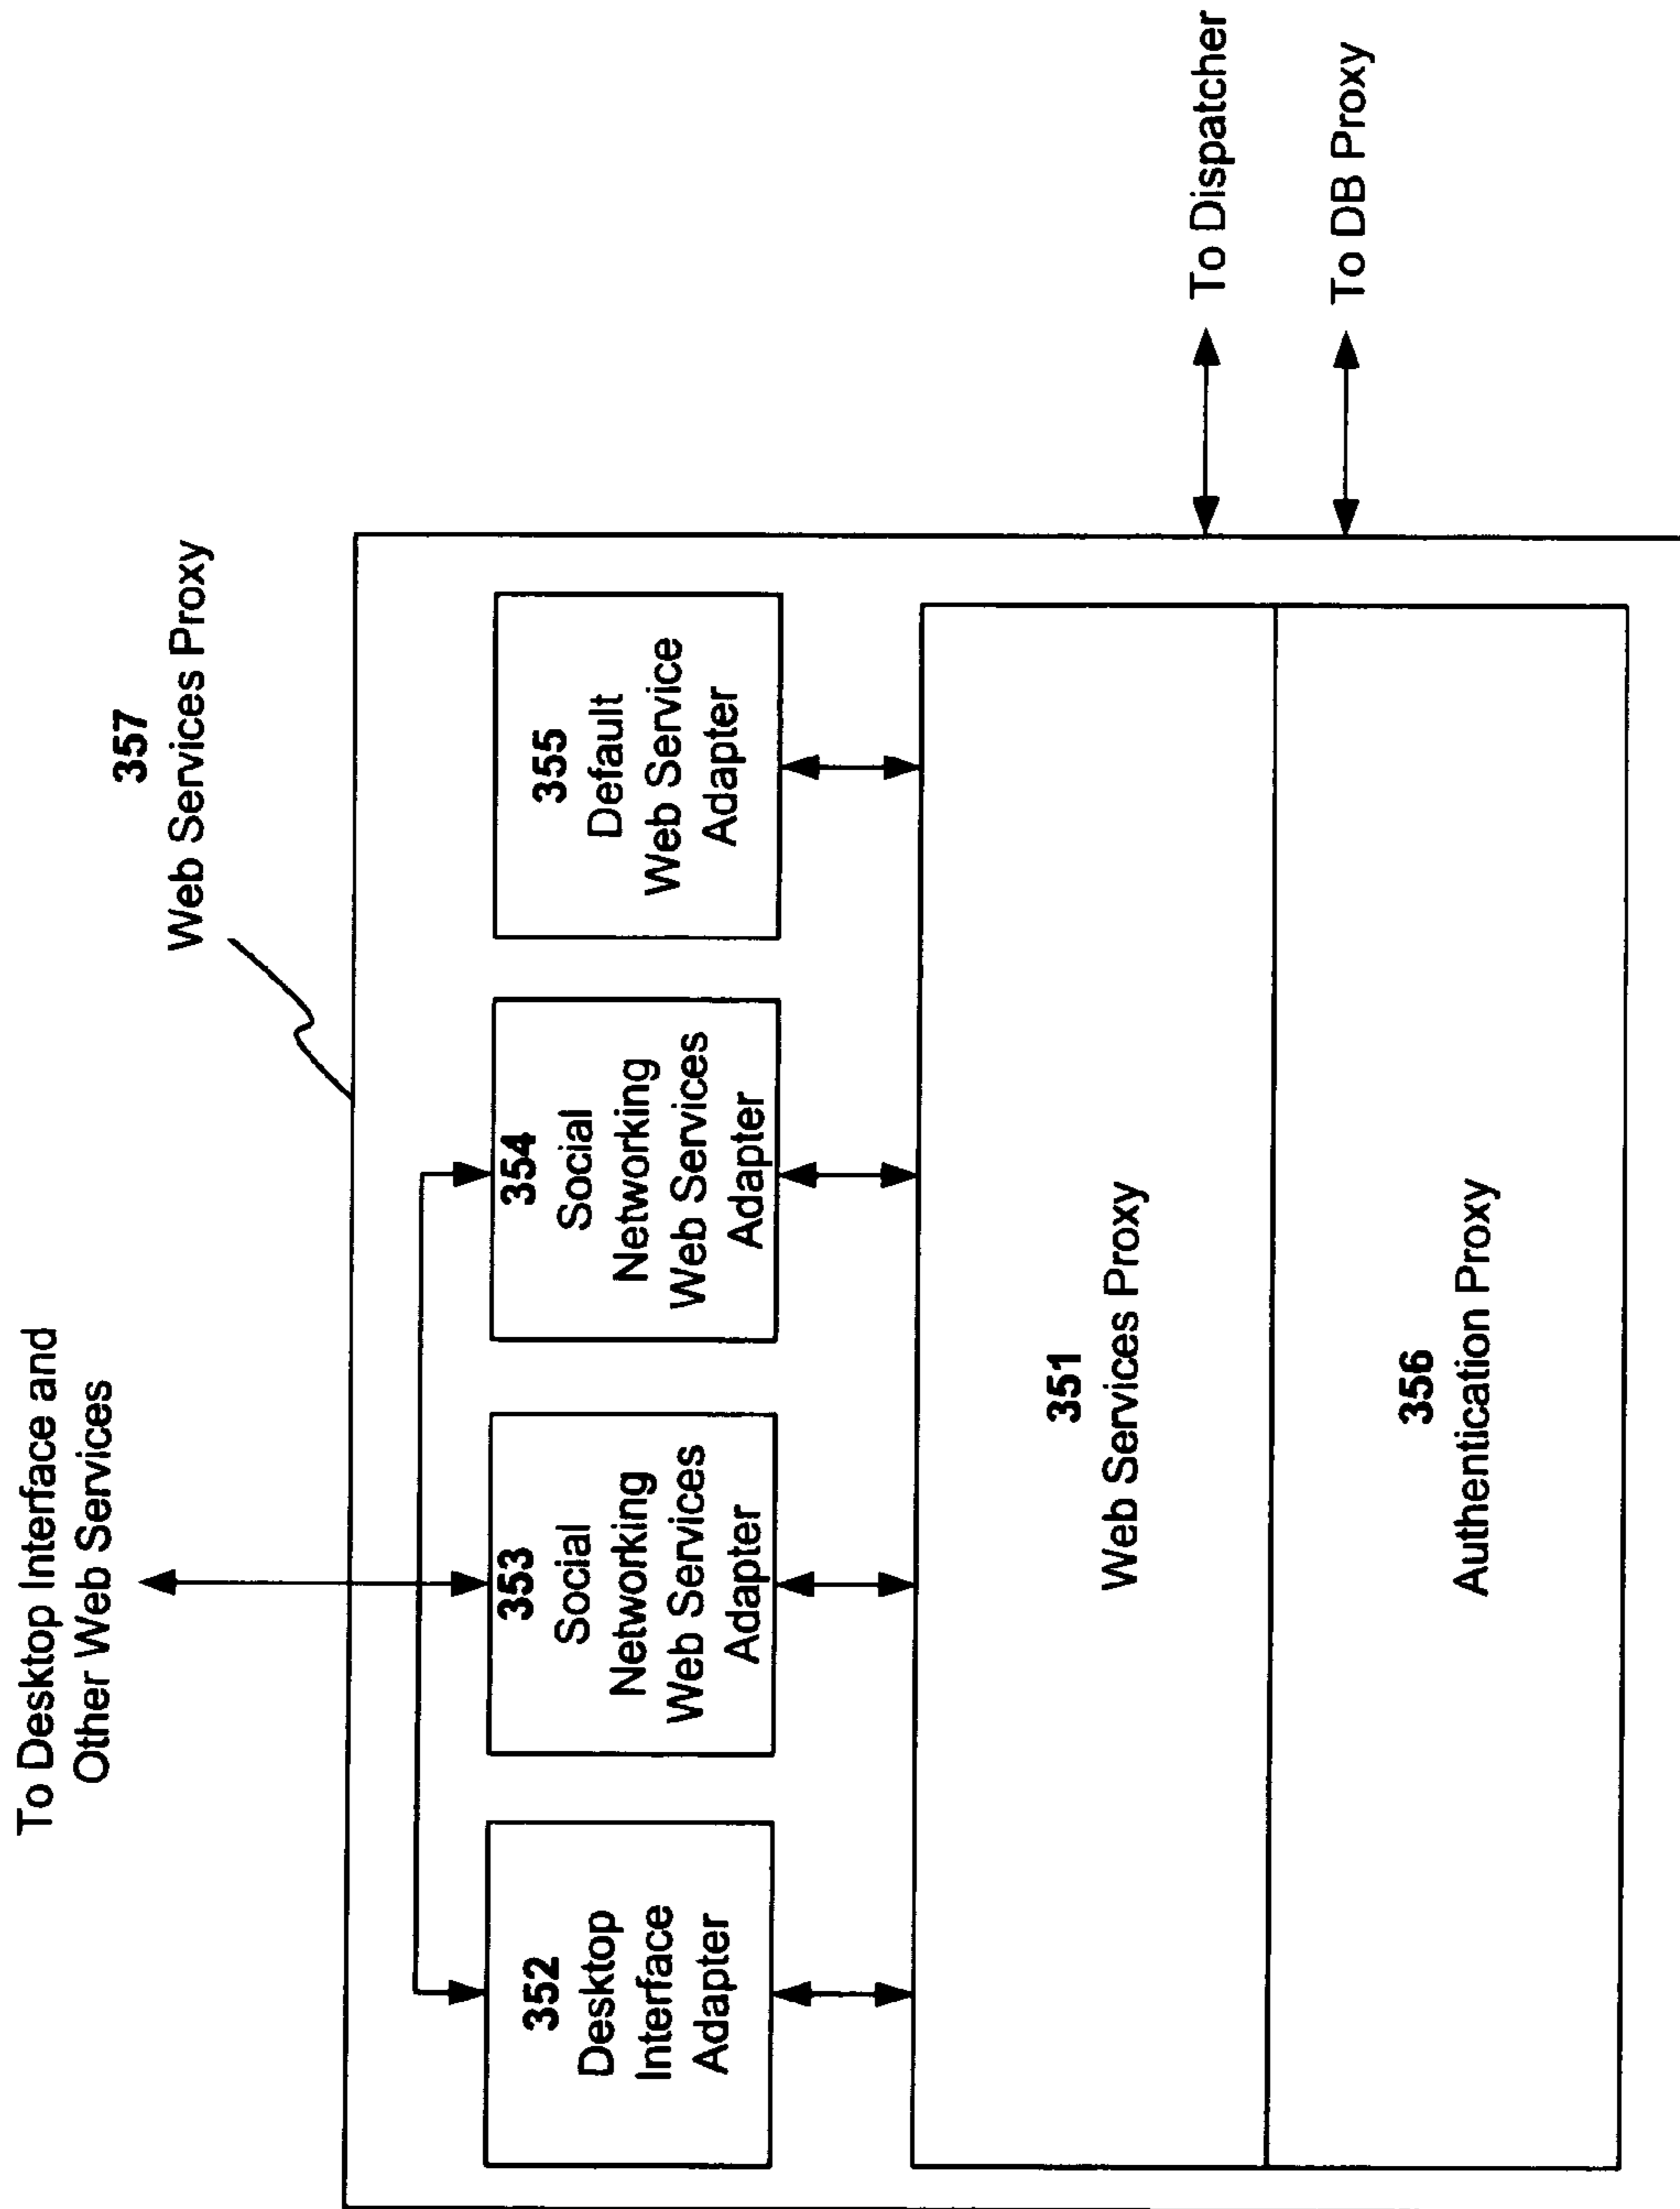 To Desktop Interface and
Other Web Services
357
Web Services Proxy
352
Desktop
Interface
Adapter
353
Social
Networking
Web Services
Adapter
354
Social
Networking
Web Services
Adapter
355
Default
Web Service
Adapter
351
Web Services Proxy
356
Authentication Proxy
To Dispatcher
To DB Proxy